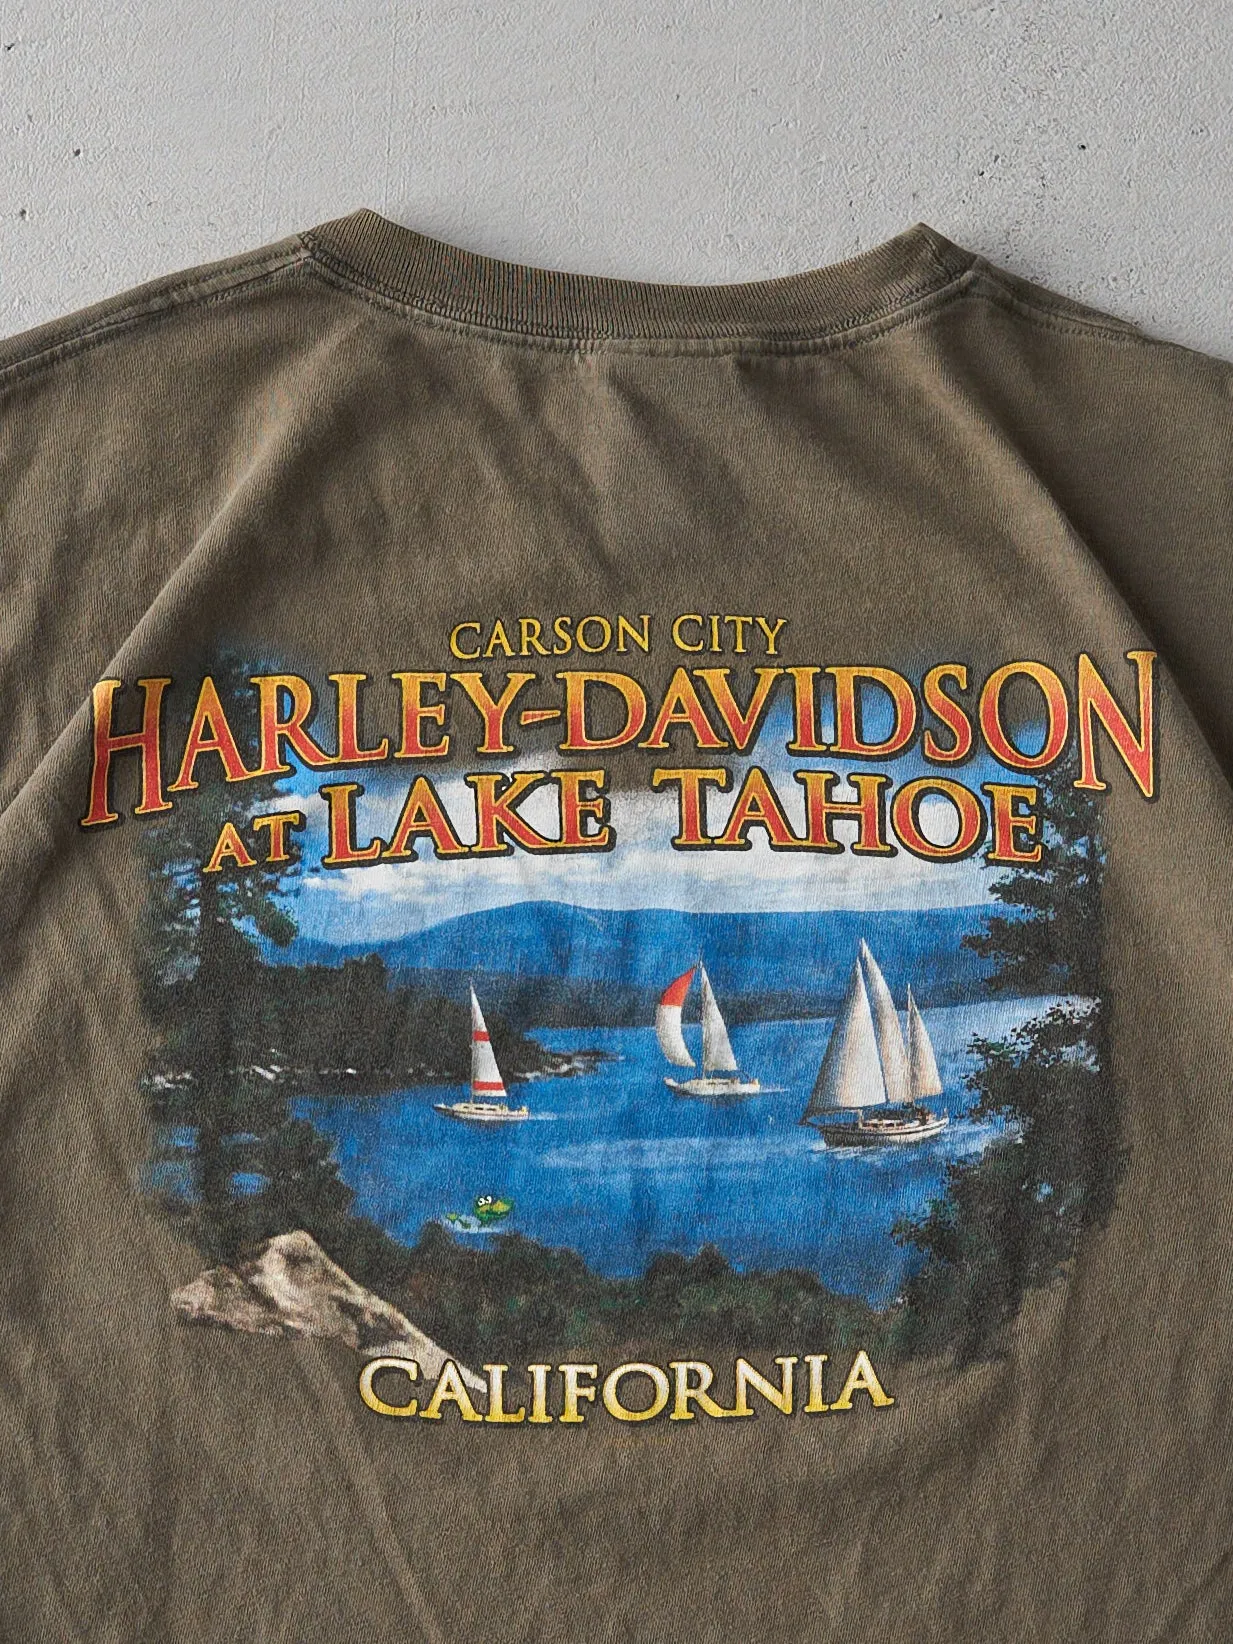 CARSON CITY
HARLEY-DAVIDSON
AT LAKE TAHOE
CALIFORNIA